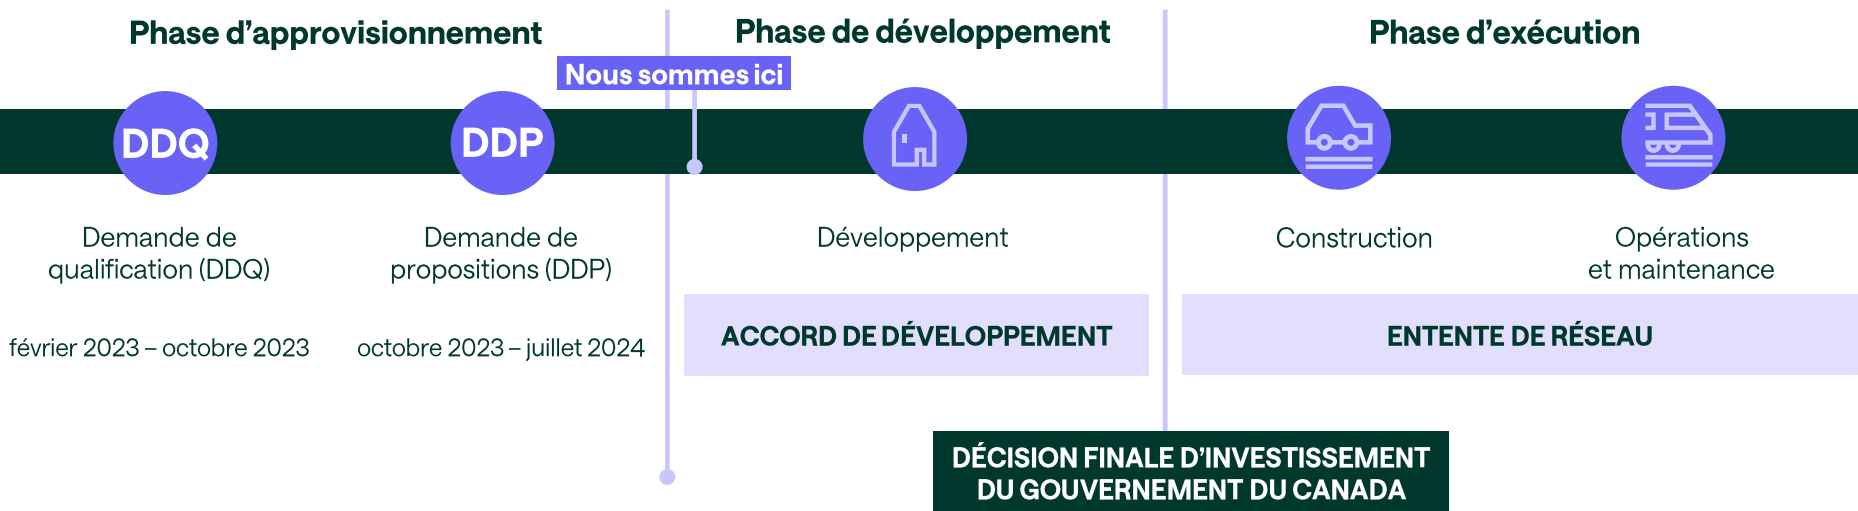 Phase d’approvisionnement
Phase de développement
Phase d’exécution
Nous sommes ici
DDQ
DDP
Demande de
qualification (DDQ)
Demande de
propositions (DDP)
Développement
Construction
Opérations
et maintenance
février 2023 – octobre 2023
octobre 2023 – juillet 2024
ACCORD DE DÉVELOPPEMENT
ENTENTE DE RÉSEAU
DÉCISION FINALE D’INVESTISSEMENT
DU GOUVERNEMENT DU CANADA